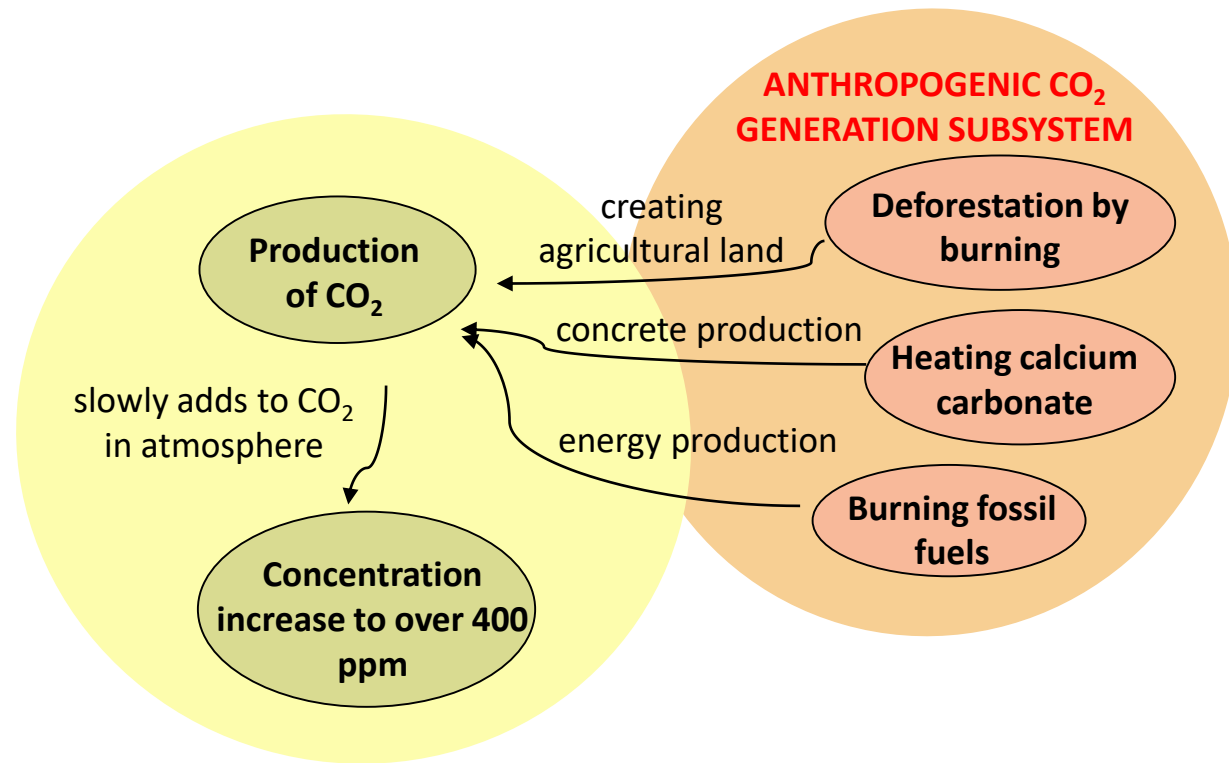 ANTHROPOGENIC CO₂
GENERATION SUBSYSTEM
Deforestation by
burning
creating
agricultural land
Production
of CO₂
concrete production
Heating calcium
carbonate
slowly adds to CO₂
in atmosphere
energy production
Burning fossil
fuels
Concentration
increase to over 400
ppm